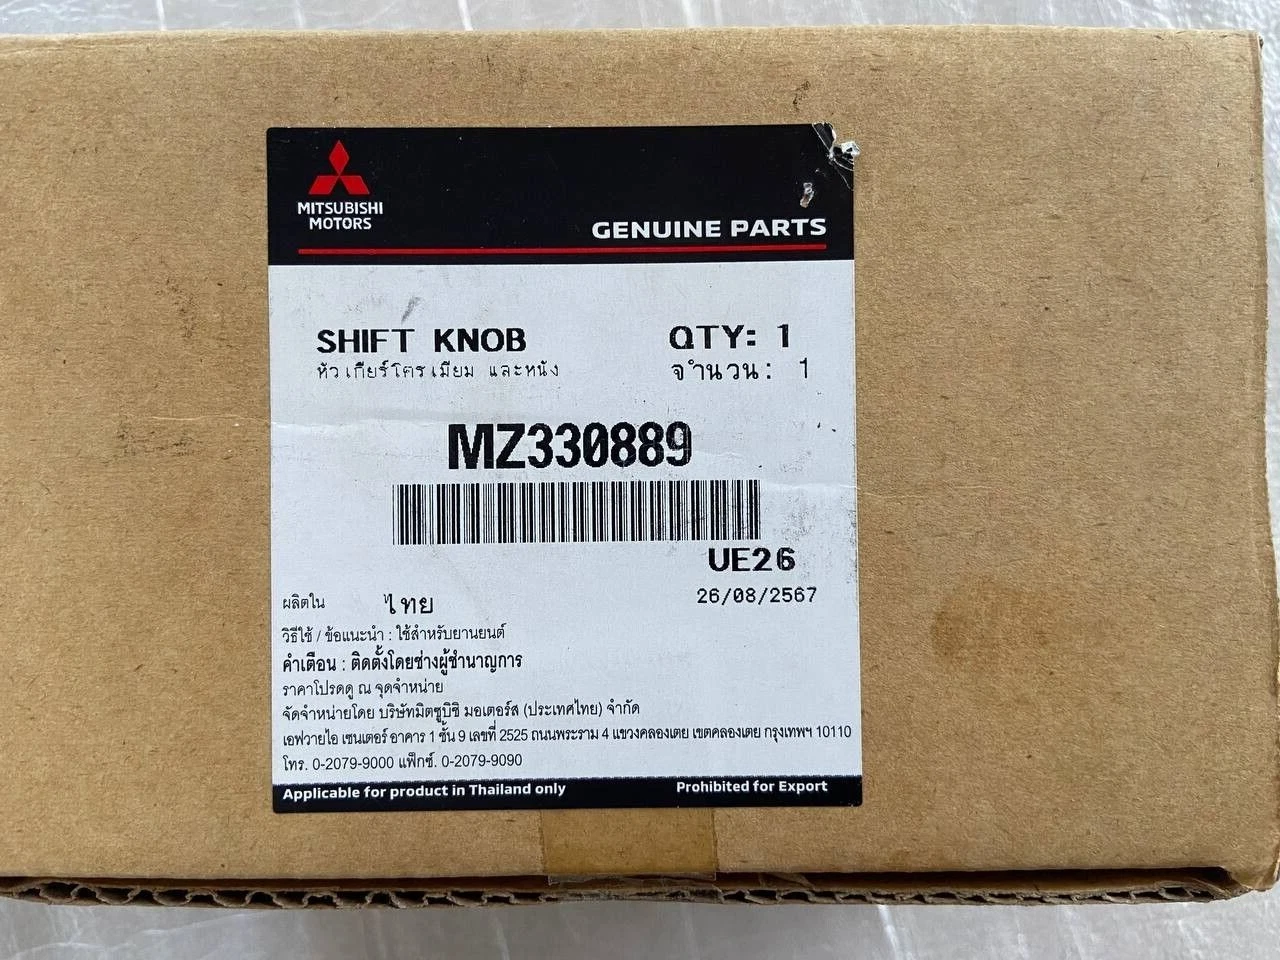 MITSUBISHI
MOTORS
GENUINE PARTS
SHIFT KNOB
QTY: 1
หัวเกียร์โครเมียม และหนัง
จำนวน: 1
MZ330889
UE26
26/08/2567
ผลิตใน ไทย
วิธีใช้ / ข้อแนะนำ : ใช้สำหรับยานยนต์
คำเตือน : ติดตั้งโดยช่างผู้ชำนาญการ
ราคาโปรดดู ณ จุดจำหน่าย
จัดจำหน่ายโดย บริษัทมิตซูบิชิ มอเตอร์ส (ประเทศไทย) จำกัด
เอฟวายไอ เซนเตอร์ อาคาร 1 ชั้น 9 เลขที่ 2525 ถนนพระราม 4 แขวงคลองเตย เขตคลองเตย กรุงเทพฯ 10110
โทร. 0-2079-9000 แฟ็กซ์. 0-2079-9090
Applicable for product in Thailand only
Prohibited for Export